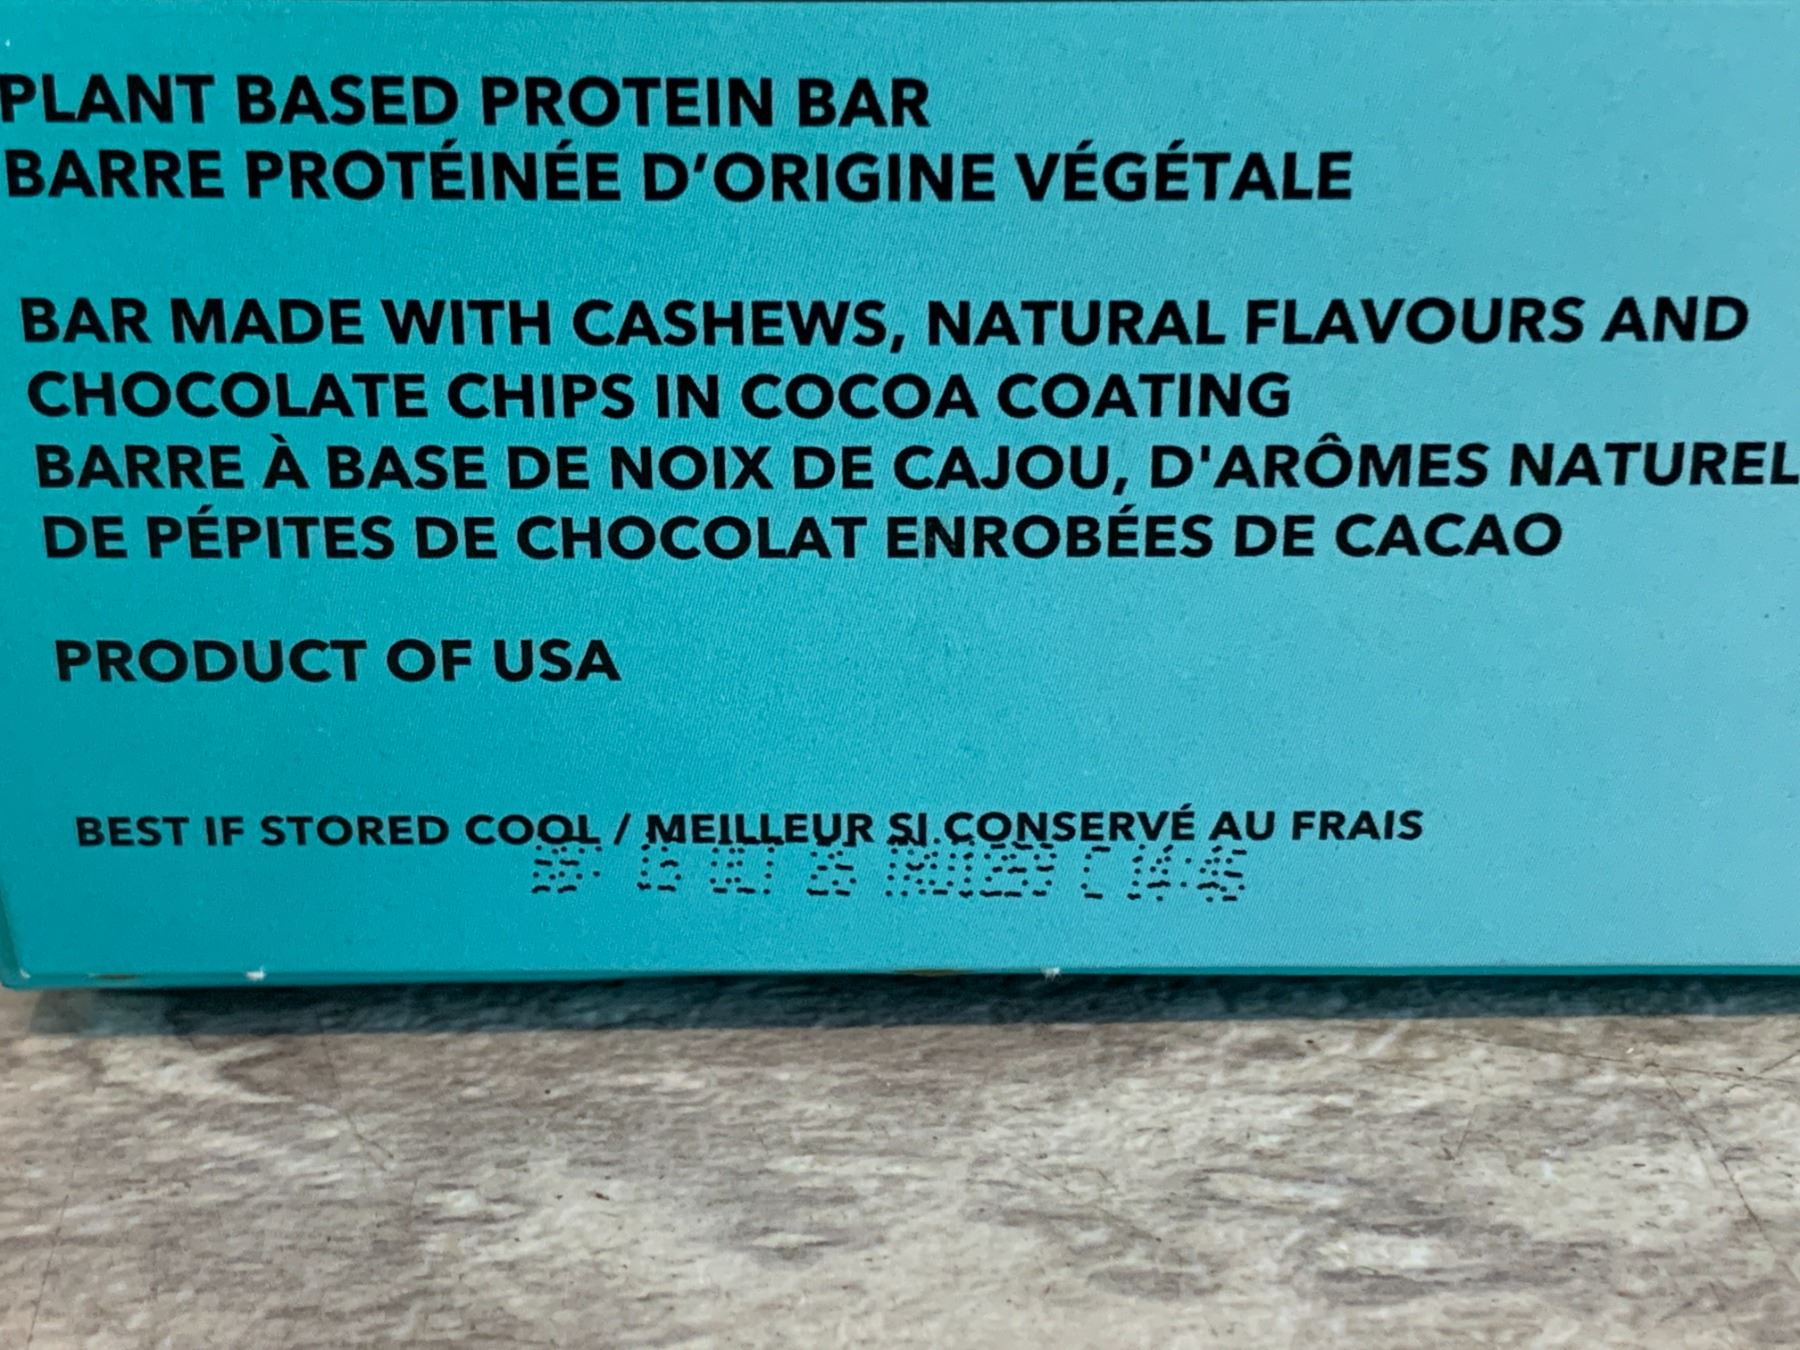 PLANT BASED PROTEIN BAR
BARRE PROTÉINÉE D'ORIGINE VÉGÉTALE
BAR MADE WITH CASHEWS, NATURAL FLAVOURS AND
CHOCOLATE CHIPS IN COCOA COATING
BARRE À BASE DE NOIX DE CAJOU, D'ARÔMES NATUREL
DE PÉPITES DE CHOCOLAT ENROBÉES DE CACAO
PRODUCT OF USA
BEST IF STORED COOL / MEILLEUR SI CONSERVÉ AU FRAIS